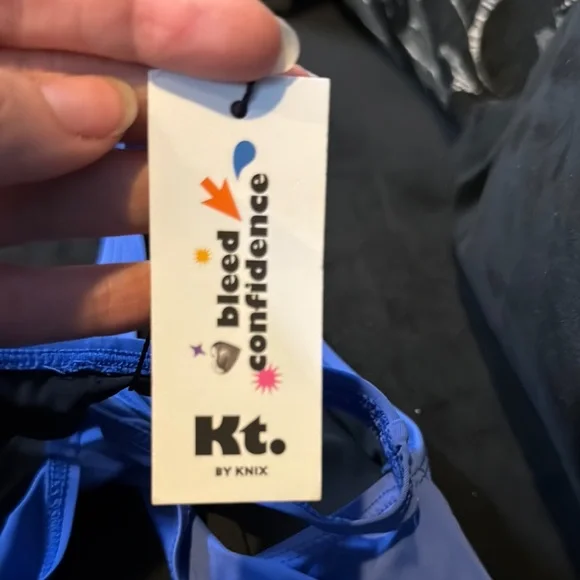 bleed
confidence
Kt.
BY KNIX